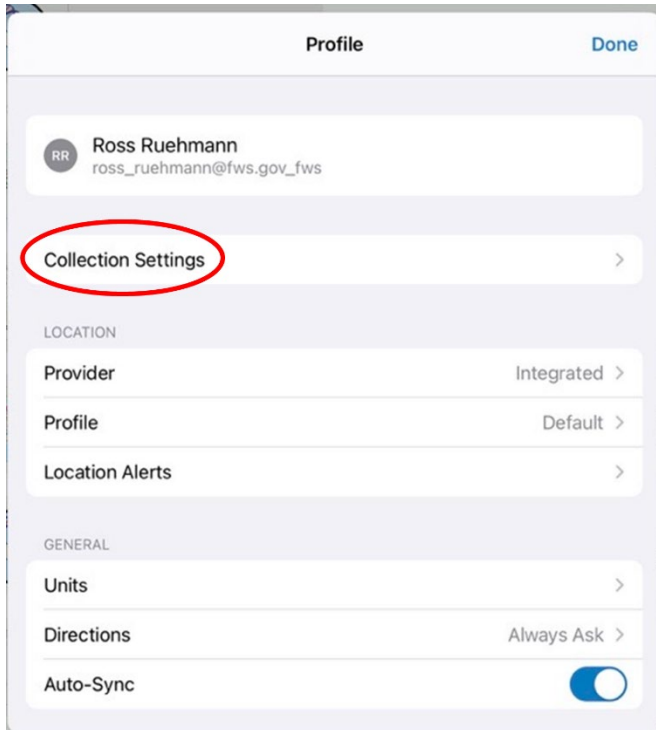 Profile
Done
RR
Ross Ruehmann
ross_ruehmann@fws.gov_fws
Collection Settings
LOCATION
Provider
Integrated
Profile
Default
Location Alerts
GENERAL
Units
Directions
Always Ask
Auto-Sync